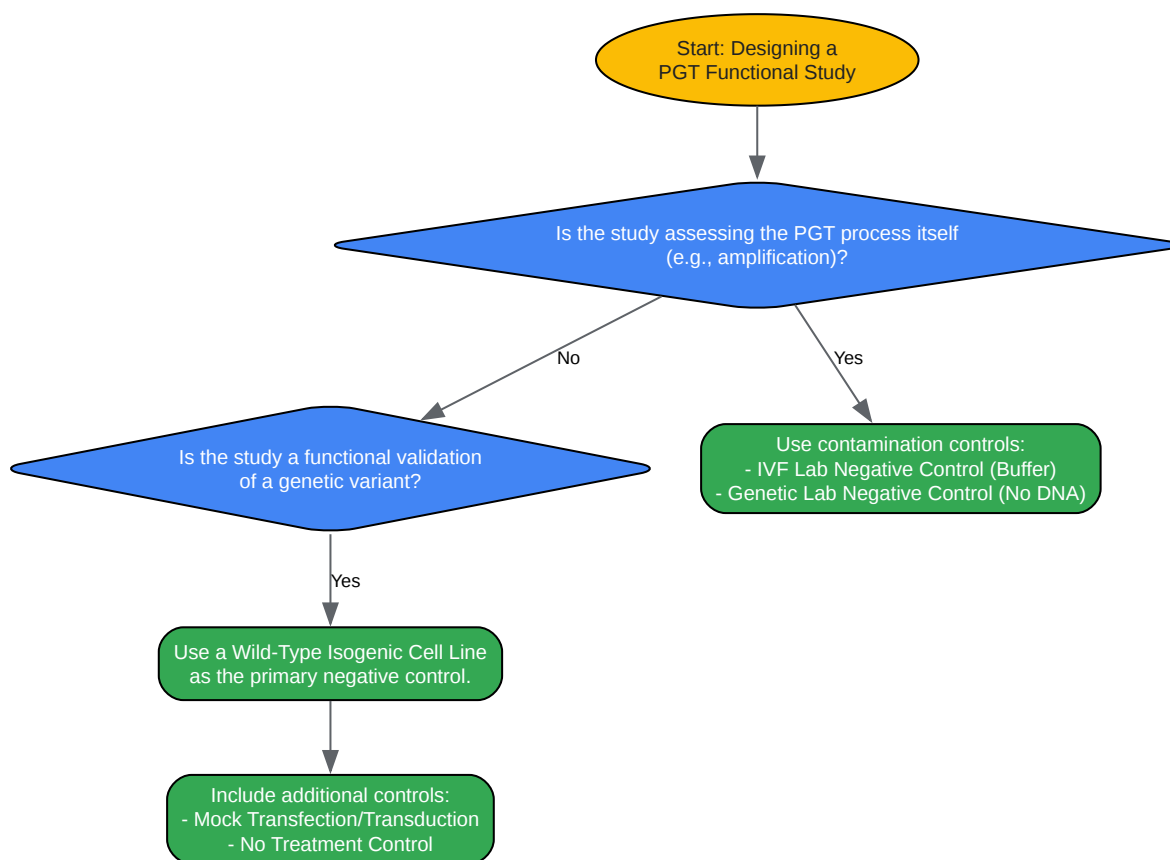 Start: Designing a
PGT Functional Study
Is the study assessing the PGT process itself
(e.g., amplification)?
No
Yes
Is the study a functional validation
of a genetic variant?
Use contamination controls:
- IVF Lab Negative Control (Buffer)
- Genetic Lab Negative Control (No DNA)
Yes
Use a Wild-Type Isogenic Cell Line
as the primary negative control.
Include additional controls:
- Mock Transfection/Transduction
- No Treatment Control